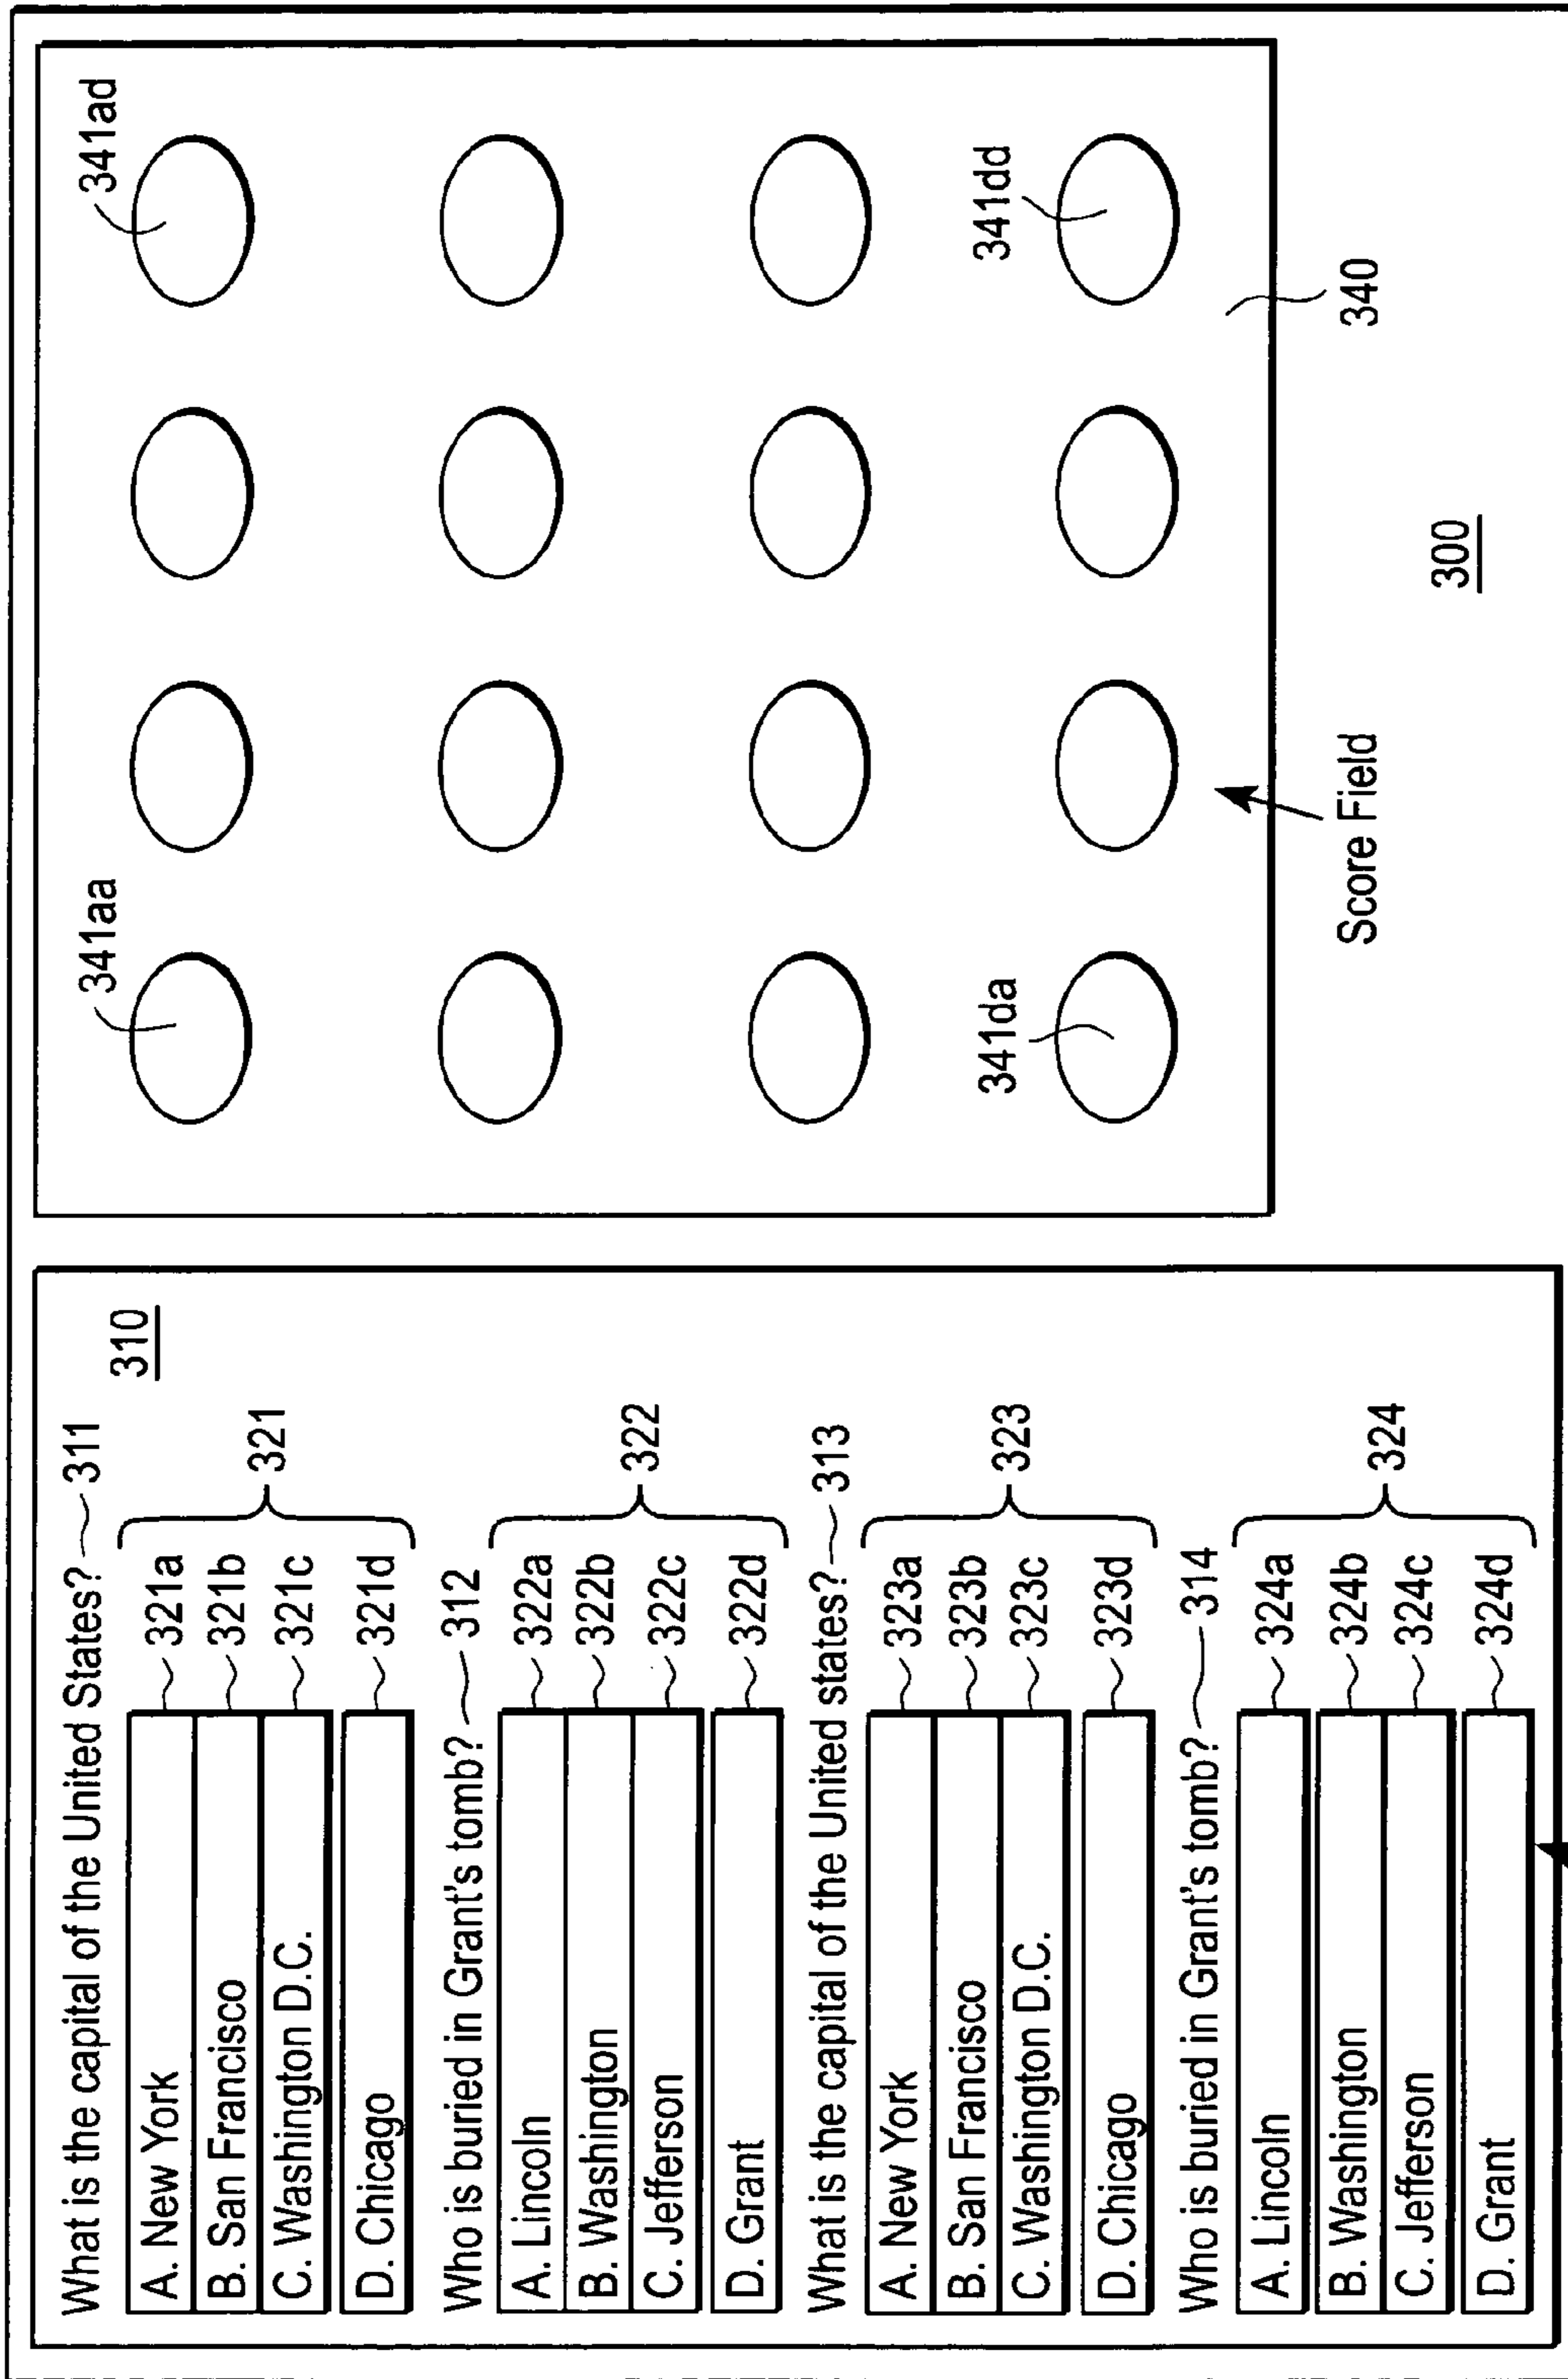 What is the capital of the United States? 311
310
A. New York 321a
B. San Francisco 321b
C. Washington D.C. 321c
D. Chicago 321d
321
Who is buried in Grant's tomb? 312
A. Lincoln 322a
B. Washington 322b
C. Jefferson 322c
D. Grant 322d
322
What is the capital of the United states? 313
A. New York 323a
B. San Francisco 323b
C. Washington D.C. 323c
D. Chicago 323d
323
Who is buried in Grant's tomb? 314
A. Lincoln 324a
B. Washington 324b
C. Jefferson 324c
D. Grant 324d
324
341aa
341ad
341da
341dd
Score Field
340
300